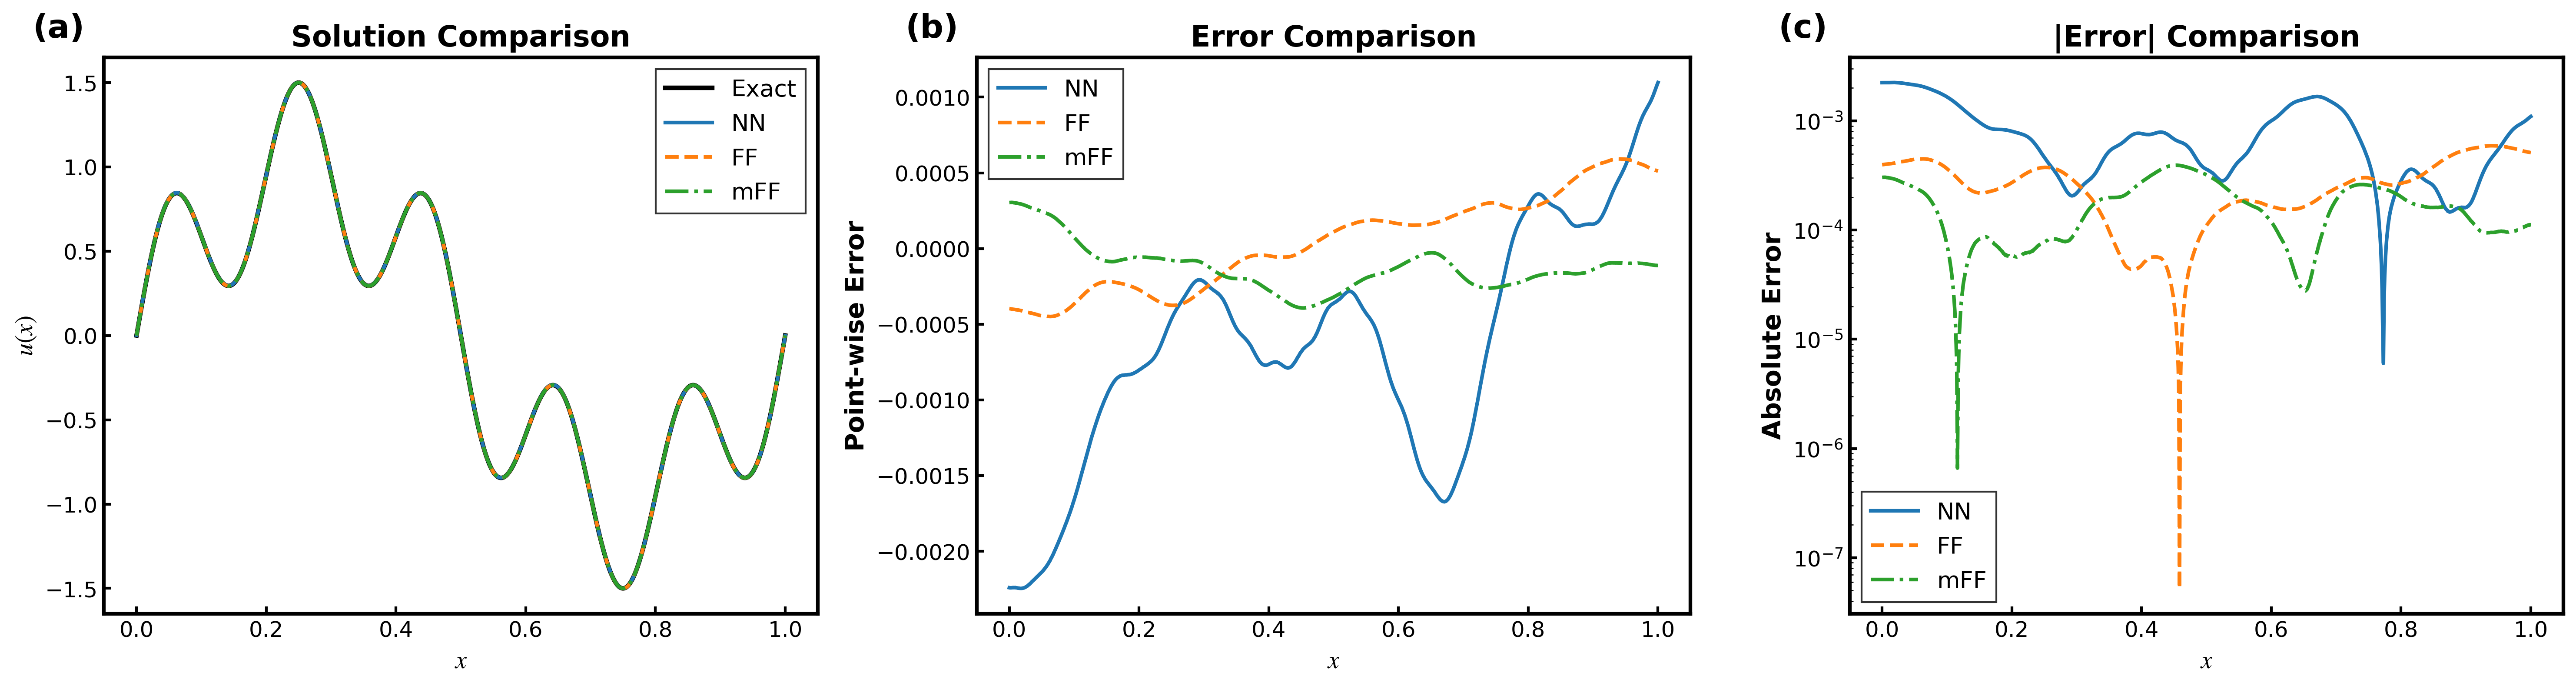 (a)
Solution Comparison
1.5
1.0
0.5
0.0
−0.5
−1.0
−1.5
u(x)
0.0 0.2 0.4 0.6 0.8 1.0
x
Exact
NN
FF
mFF
(b)
Error Comparison
0.0010
0.0005
0.0000
−0.0005
−0.0010
−0.0015
−0.0020
Point-wise Error
0.0 0.2 0.4 0.6 0.8 1.0
x
NN
FF
mFF
(c)
|Error| Comparison
10⁻³
10⁻⁴
10⁻⁵
10⁻⁶
10⁻⁷
Absolute Error
0.0 0.2 0.4 0.6 0.8 1.0
x
NN
FF
mFF